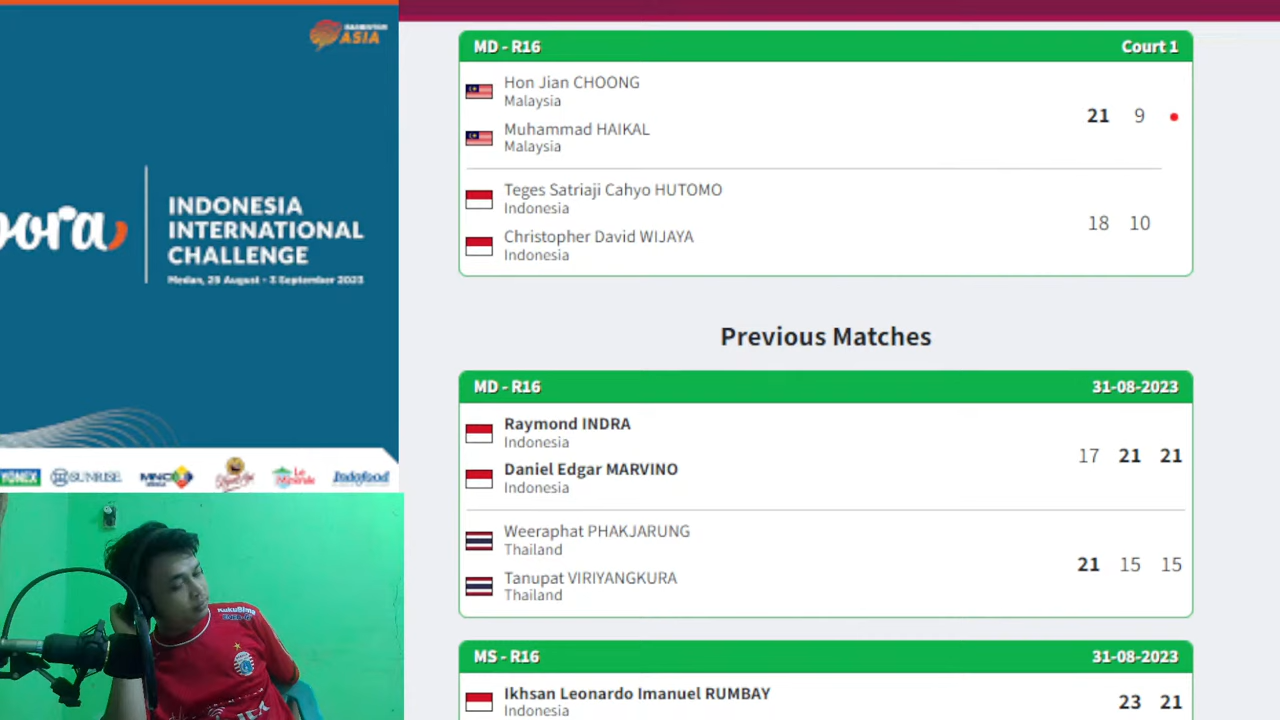 BADMINTON
ASIA
INDONESIA
INTERNATIONAL
CHALLENGE
Medan, 29 August - 3 September 2023
YONEX
SUNRISE
Le
Indofood
MD - R16
Court 1
Hon Jian CHOONG
Malaysia
Muhammad HAIKAL
Malaysia
21 9
Teges Satriaji Cahyo HUTOMO
Indonesia
Christopher David WIJAYA
Indonesia
18 10
Previous Matches
MD - R16
31-08-2023
Raymond INDRA
Indonesia
Daniel Edgar MARVINO
Indonesia
17 21 21
Weeraphat PHAKJARUNG
Thailand
Tanupat VIRIYANGKURA
Thailand
21 15 15
MS - R16
31-08-2023
Ikhsan Leonardo Imanuel RUMBAY
Indonesia
23 21